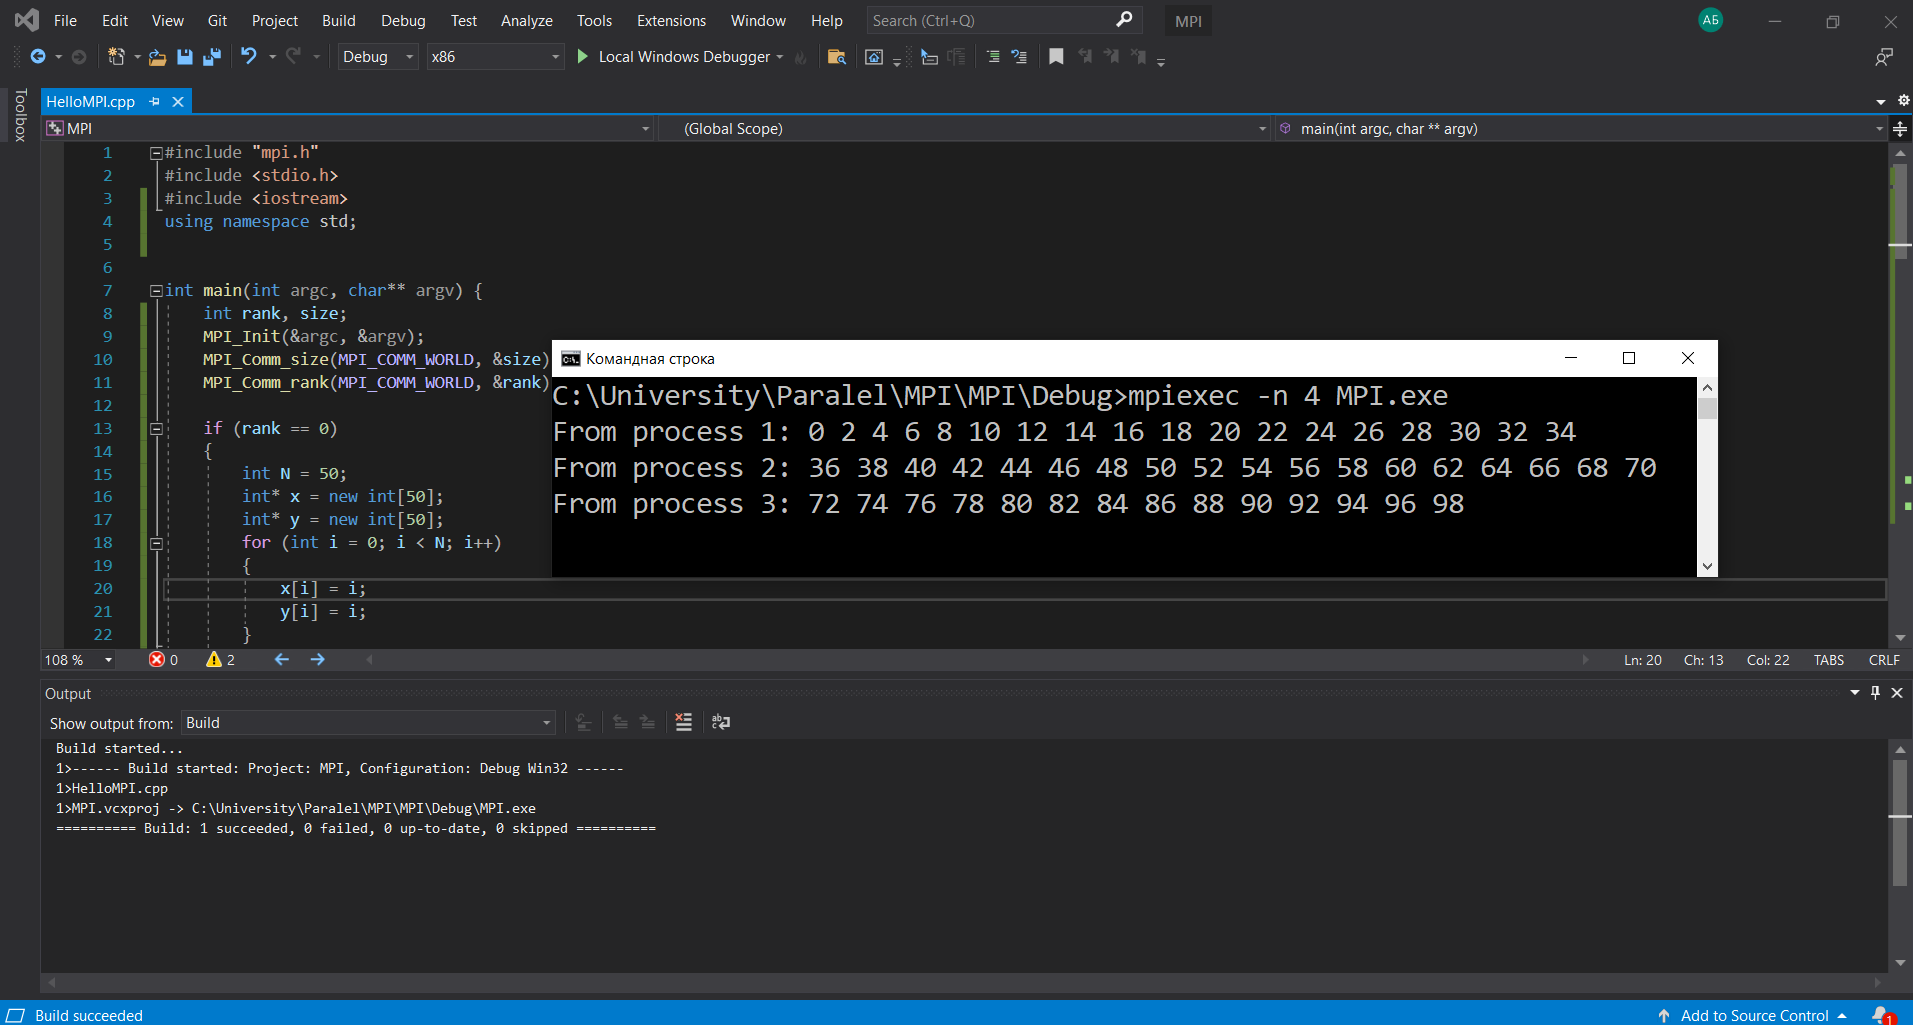 File Edit View Git Project Build Debug Test Analyze Tools Extensions Window Help Search (Ctrl+Q) MPI АБ
Debug x86 Local Windows Debugger
Toolbox
HelloMPI.cpp
MPI (Global Scope) main(int argc, char ** argv)
1 #include "mpi.h"
2 #include <stdio.h>
3 #include <iostream>
4 using namespace std;
5
6
7 int main(int argc, char** argv) {
8 int rank, size;
9 MPI_Init(&argc, &argv);
10 MPI_Comm_size(MPI_COMM_WORLD, &size)
11 MPI_Comm_rank(MPI_COMM_WORLD, &rank)
12
13 if (rank == 0)
14 {
15 int N = 50;
16 int* x = new int[50];
17 int* y = new int[50];
18 for (int i = 0; i < N; i++)
19 {
20 x[i] = i;
21 y[i] = i;
22 }
Командная строка
C:\University\Paralel\MPI\MPI\Debug>mpiexec -n 4 MPI.exe
From process 1: 0 2 4 6 8 10 12 14 16 18 20 22 24 26 28 30 32 34
From process 2: 36 38 40 42 44 46 48 50 52 54 56 58 60 62 64 66 68 70
From process 3: 72 74 76 78 80 82 84 86 88 90 92 94 96 98
108 % 0 2 Ln: 20 Ch: 13 Col: 22 TABS CRLF
Output
Show output from: Build
Build started...
1>------ Build started: Project: MPI, Configuration: Debug Win32 ------
1>HelloMPI.cpp
1>MPI.vcxproj -> C:\University\Paralel\MPI\MPI\Debug\MPI.exe
========== Build: 1 succeeded, 0 failed, 0 up-to-date, 0 skipped ==========
Build succeeded Add to Source Control 1